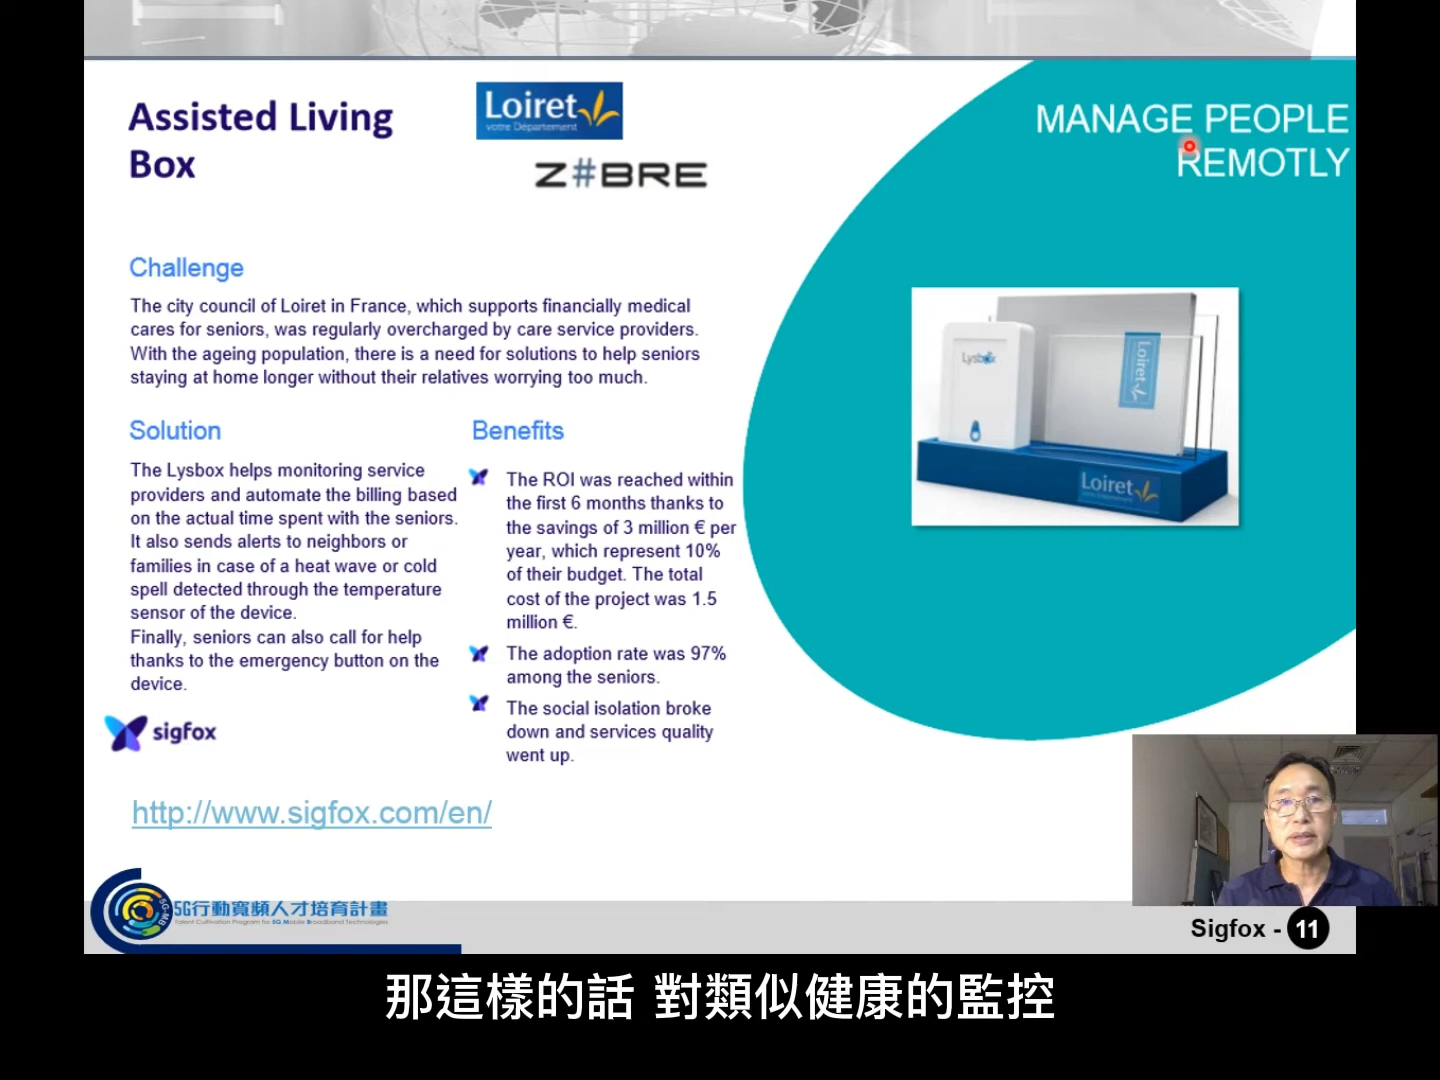 Assisted Living
Box
Loiret
votre Département
Z#BRE
MANAGE PEOPLE
REMOTLY
Challenge
The city council of Loiret in France, which supports financially medical
cares for seniors, was regularly overcharged by care service providers.
With the ageing population, there is a need for solutions to help seniors
staying at home longer without their relatives worrying too much.
Solution
The Lysbox helps monitoring service
providers and automate the billing based
on the actual time spent with the seniors.
It also sends alerts to neighbors or
families in case of a heat wave or cold
spell detected through the temperature
sensor of the device.
Finally, seniors can also call for help
thanks to the emergency button on the
device.
Benefits
The ROI was reached within
the first 6 months thanks to
the savings of 3 million € per
year, which represent 10%
of their budget. The total
cost of the project was 1.5
million €.
The adoption rate was 97%
among the seniors.
The social isolation broke
down and services quality
went up.
Lysbox
Loiret
Loiret
sigfox
http://www.sigfox.com/en/
5G-MB
5G行動寬頻人才培育計畫
Talent Cultivation Program for 5G Mobile Broadband Technologies
Sigfox - 11
那這樣的話 對類似健康的監控